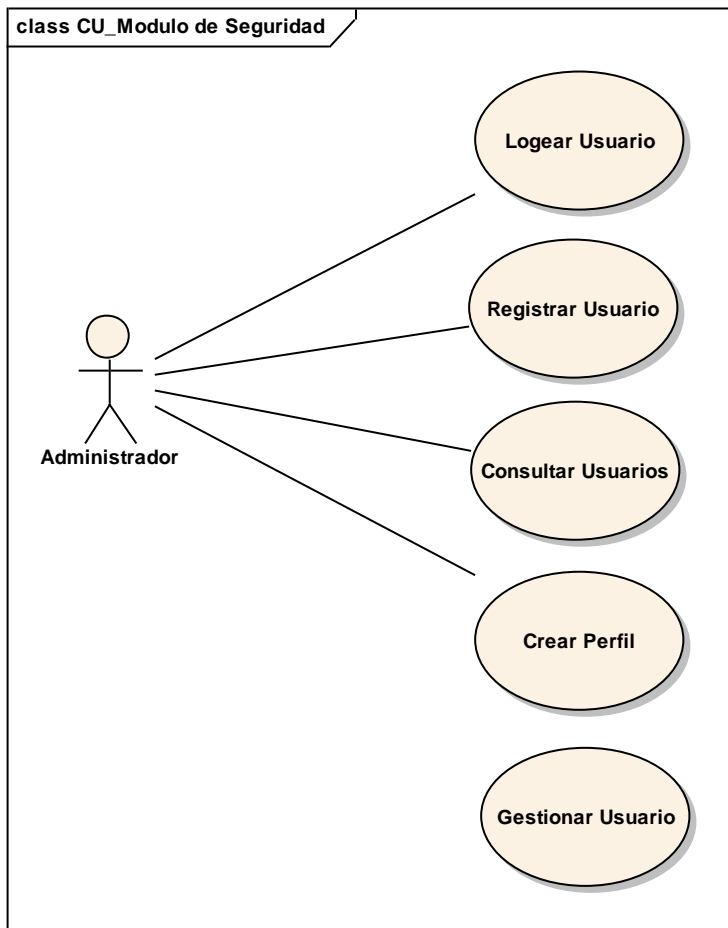 class CU_Modulo de Seguridad
Logear Usuario
Registrar Usuario
Administrador
Consultar Usuarios
Crear Perfil
Gestionar Usuario